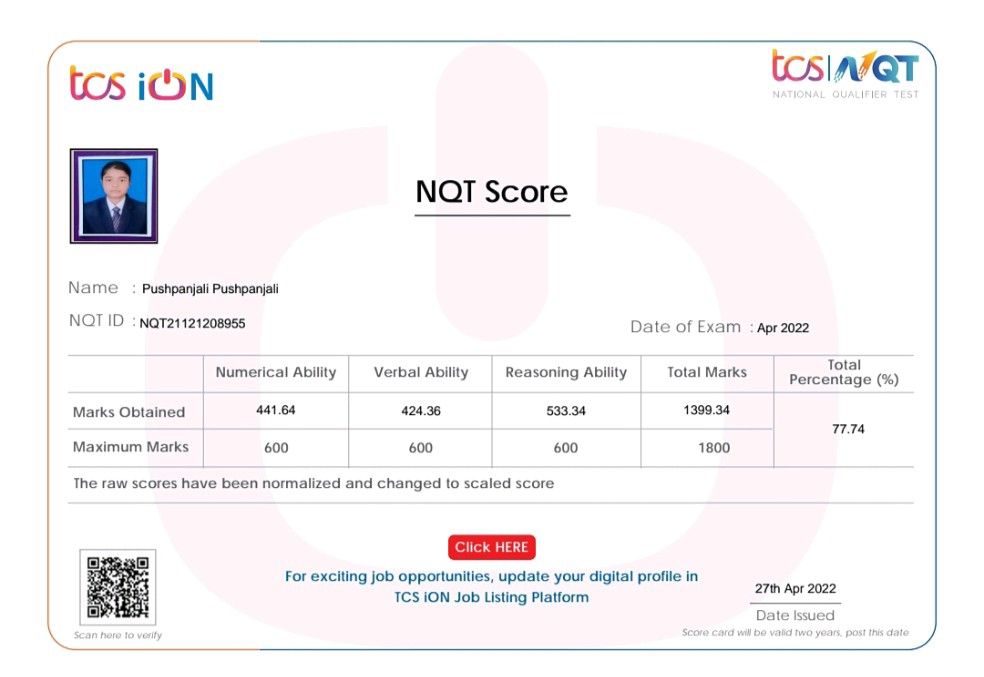 tcs iON
tcs|NQT
NATIONAL QUALIFIER TEST
NQT Score
Name : Pushpanjali Pushpanjali
NQT ID : NQT21121208955
Date of Exam : Apr 2022
Numerical Ability Verbal Ability Reasoning Ability Total Marks Total Percentage (%)
Marks Obtained 441.64 424.36 533.34 1399.34 77.74
Maximum Marks 600 600 600 1800
The raw scores have been normalized and changed to scaled score
Click HERE
For exciting job opportunities, update your digital profile in
TCS iON Job Listing Platform
27th Apr 2022
Date Issued
Scan here to verify
Score card will be valid two years, post this date